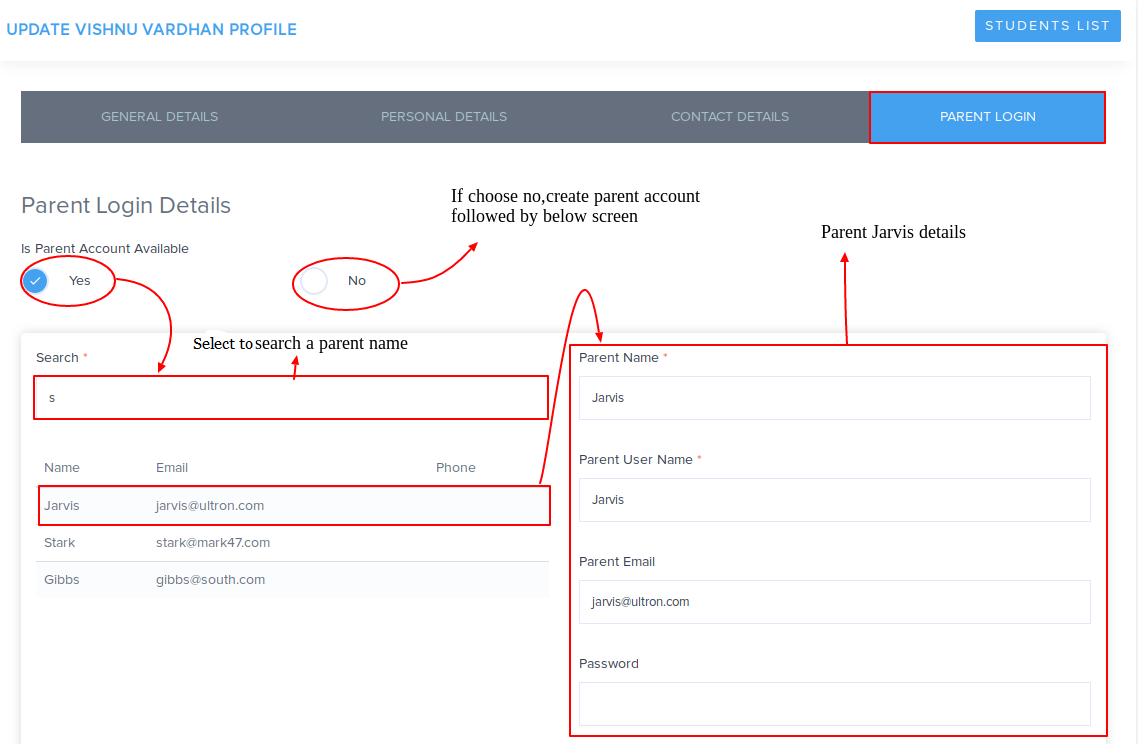 UPDATE VISHNU VARDHAN PROFILE
STUDENTS LIST
GENERAL DETAILS
PERSONAL DETAILS
CONTACT DETAILS
PARENT LOGIN
Parent Login Details
If choose no,create parent account
followed by below screen
Parent Jarvis details
Is Parent Account Available
Yes
No
Select to search a parent name
Search *
s
Name Email Phone
Jarvis jarvis@ultron.com
Stark stark@mark47.com
Gibbs gibbs@south.com
Parent Name *
Jarvis
Parent User Name *
Jarvis
Parent Email
jarvis@ultron.com
Password